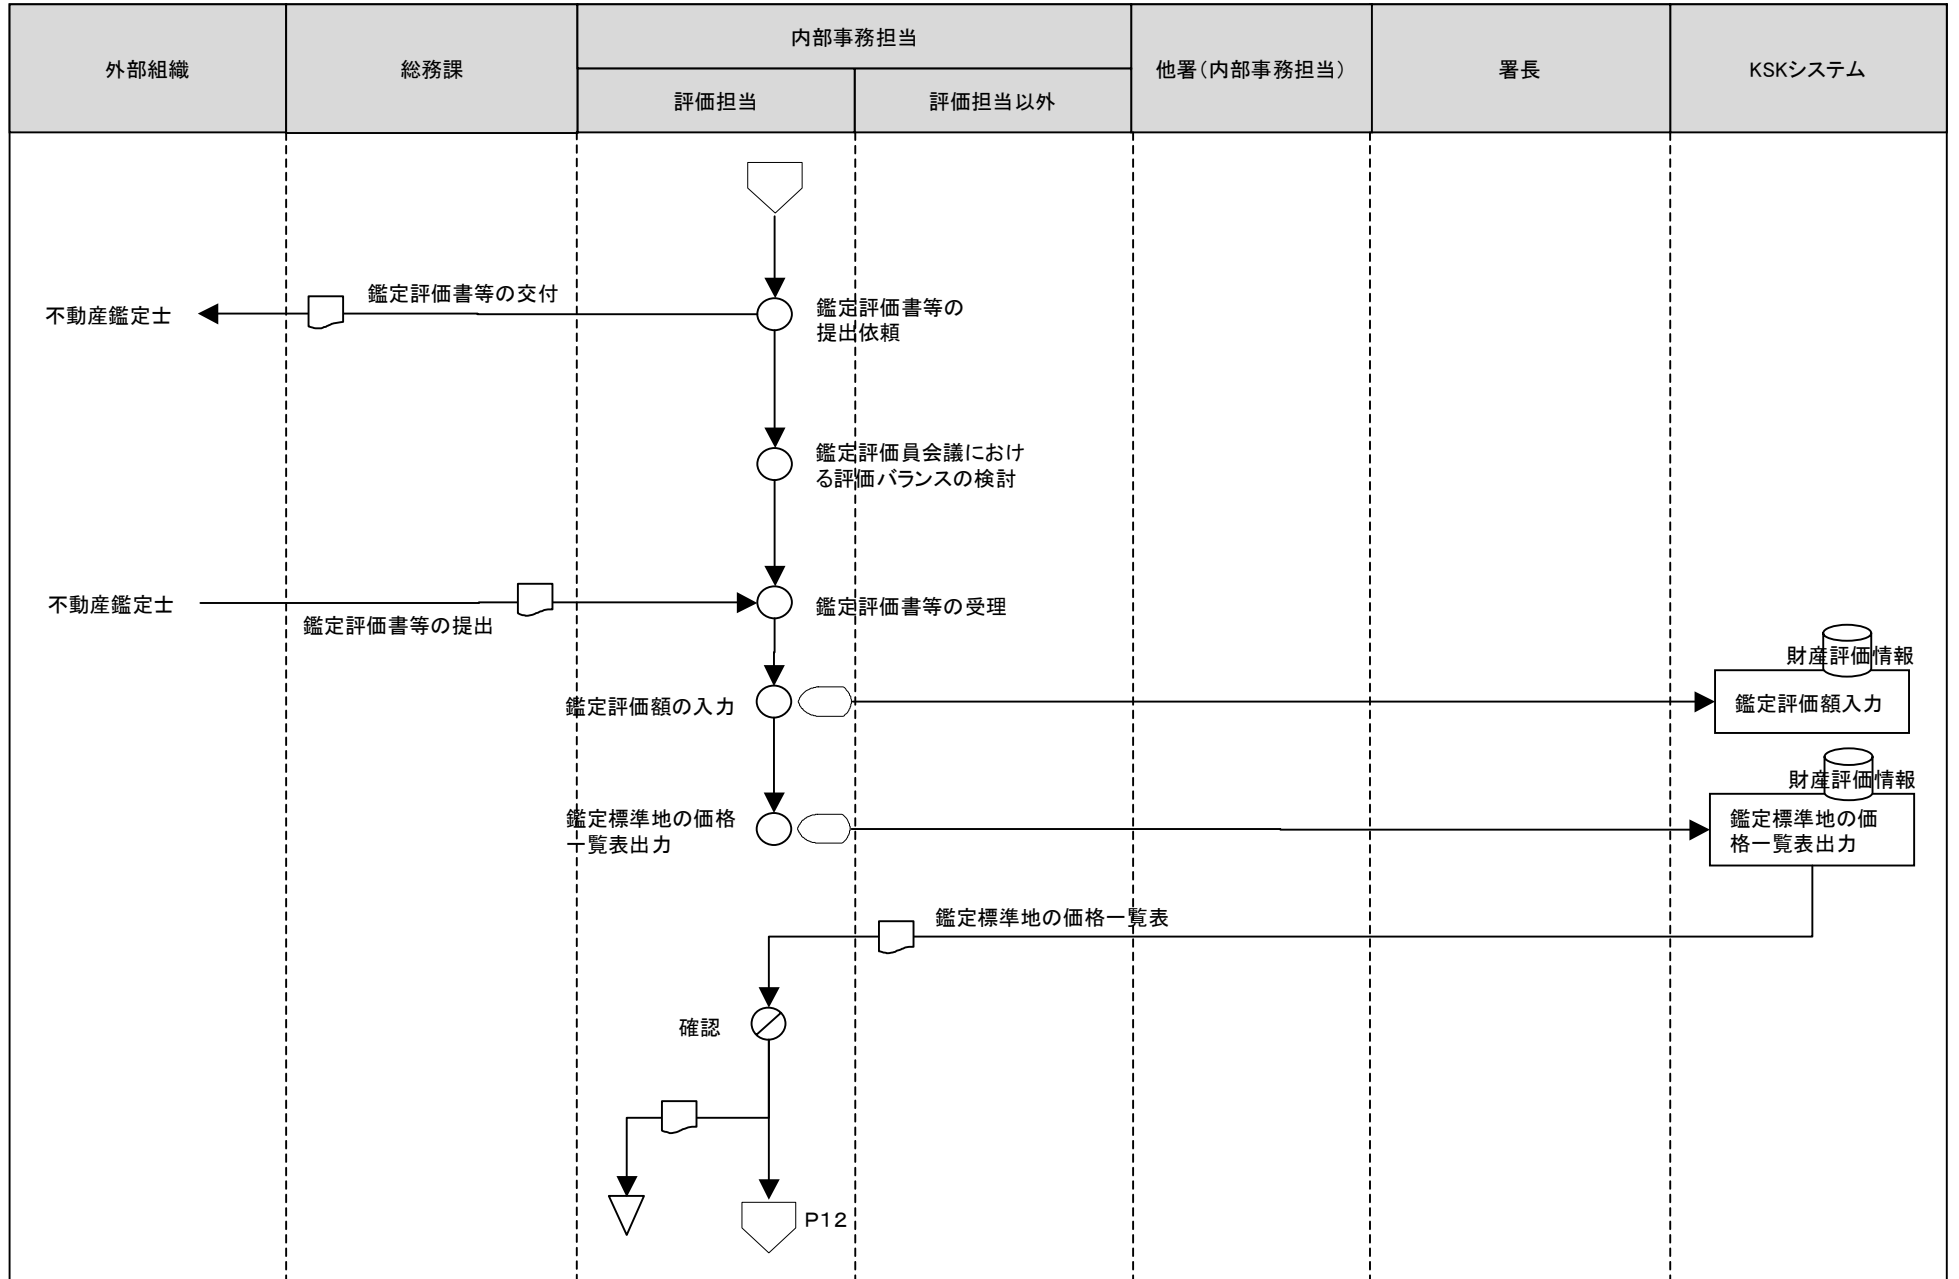 外部組織
総務課
内部事務担当
評価担当
評価担当以外
他署(内部事務担当)
署長
KSKシステム
鑑定評価書等の交付
不動産鑑定士
鑑定評価書等の
提出依頼
鑑定評価員会議におけ
る評価バランスの検討
不動産鑑定士
鑑定評価書等の提出
鑑定評価書等の受理
財産評価情報
鑑定評価額の入力
鑑定評価額入力
財産評価情報
鑑定標準地の価格
一覧表出力
鑑定標準地の価
格一覧表出力
鑑定標準地の価格一覧表
確認
P12